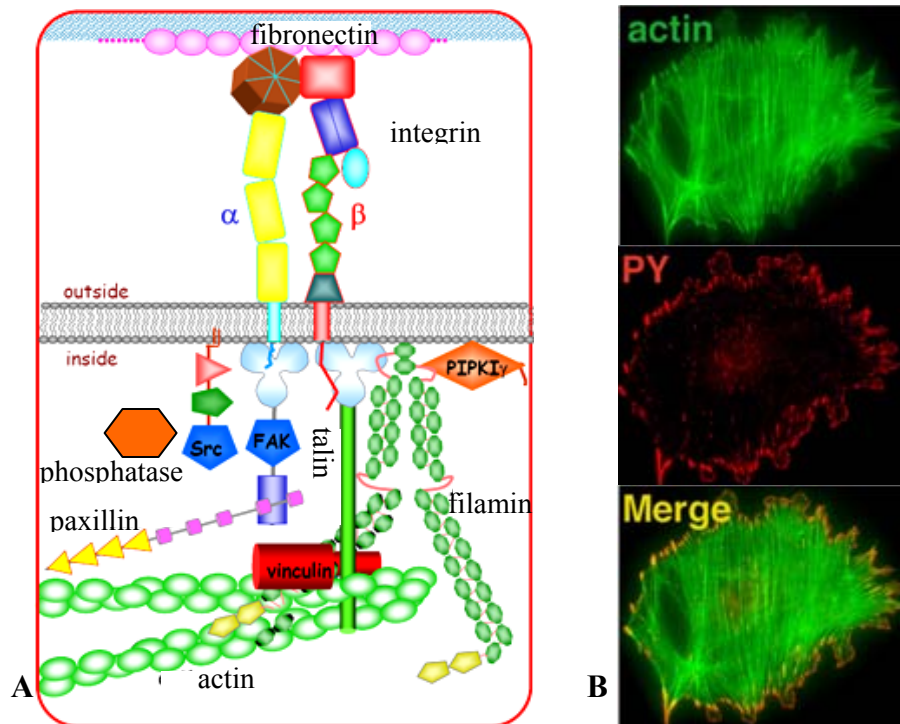 fibronectin
integrin
α
β
outside
inside
PIPKIγ
Src
FAK
talin
phosphatase
filamin
paxillin
vinculin
actin
A
actin
PY
Merge
B